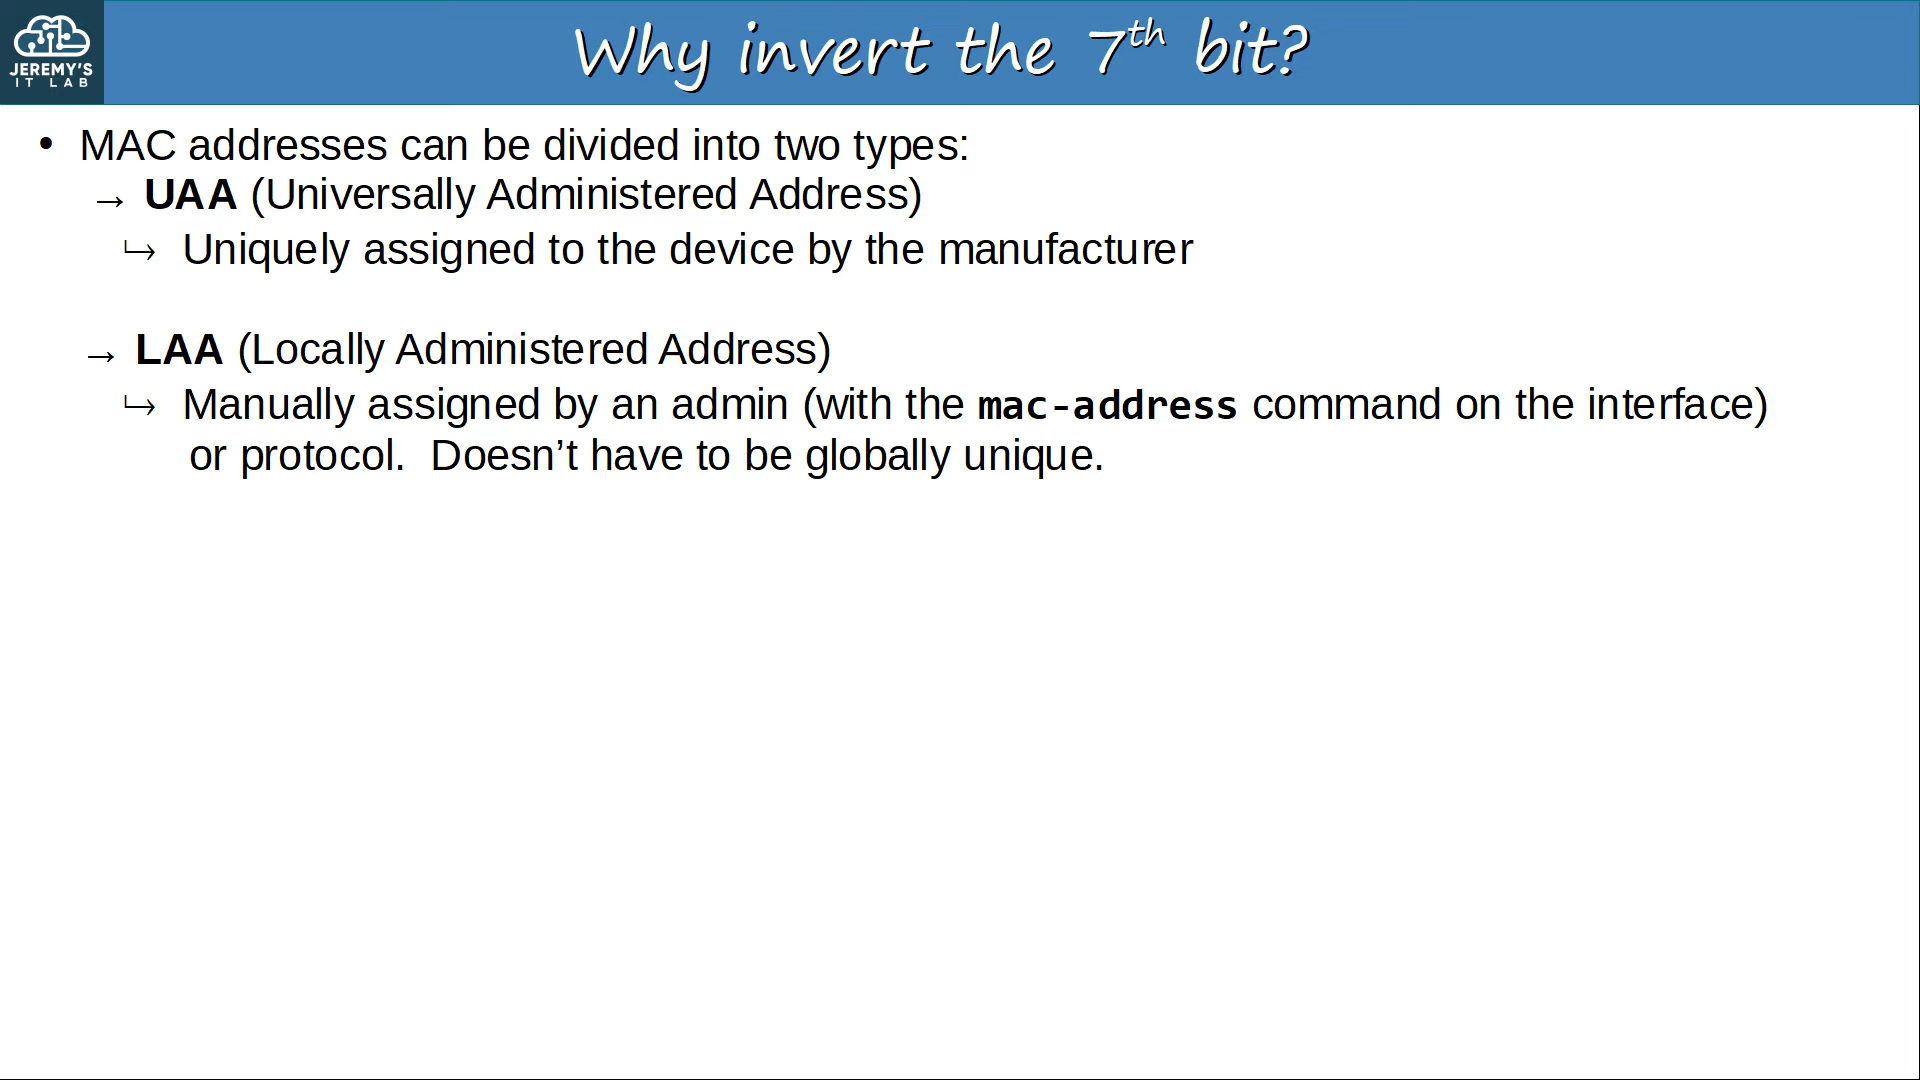 JEREMY'S
IT LAB
Why invert the 7th bit?
• MAC addresses can be divided into two types:
→ UAA (Universally Administered Address)
↪ Uniquely assigned to the device by the manufacturer
→ LAA (Locally Administered Address)
↪ Manually assigned by an admin (with the mac-address command on the interface)
or protocol. Doesn’t have to be globally unique.